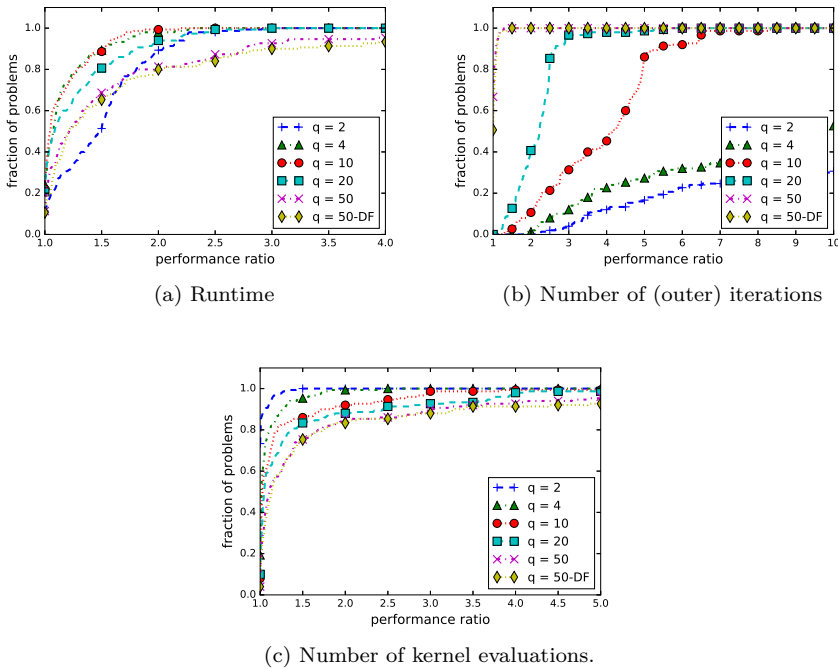 fraction of problems
1.0
0.8
0.6
0.4
0.2
0.0
q = 2
q = 4
q = 10
q = 20
q = 50
q = 50-DF
1.0 1.5 2.0 2.5 3.0 3.5 4.0
performance ratio
(a) Runtime
fraction of problems
1.0
0.8
0.6
0.4
0.2
0.0
q = 2
q = 4
q = 10
q = 20
q = 50
q = 50-DF
1 2 3 4 5 6 7 8 9 10
performance ratio
(b) Number of (outer) iterations
fraction of problems
1.0
0.8
0.6
0.4
0.2
0.0
q = 2
q = 4
q = 10
q = 20
q = 50
q = 50-DF
1.0 1.5 2.0 2.5 3.0 3.5 4.0 4.5 5.0
performance ratio
(c) Number of kernel evaluations.